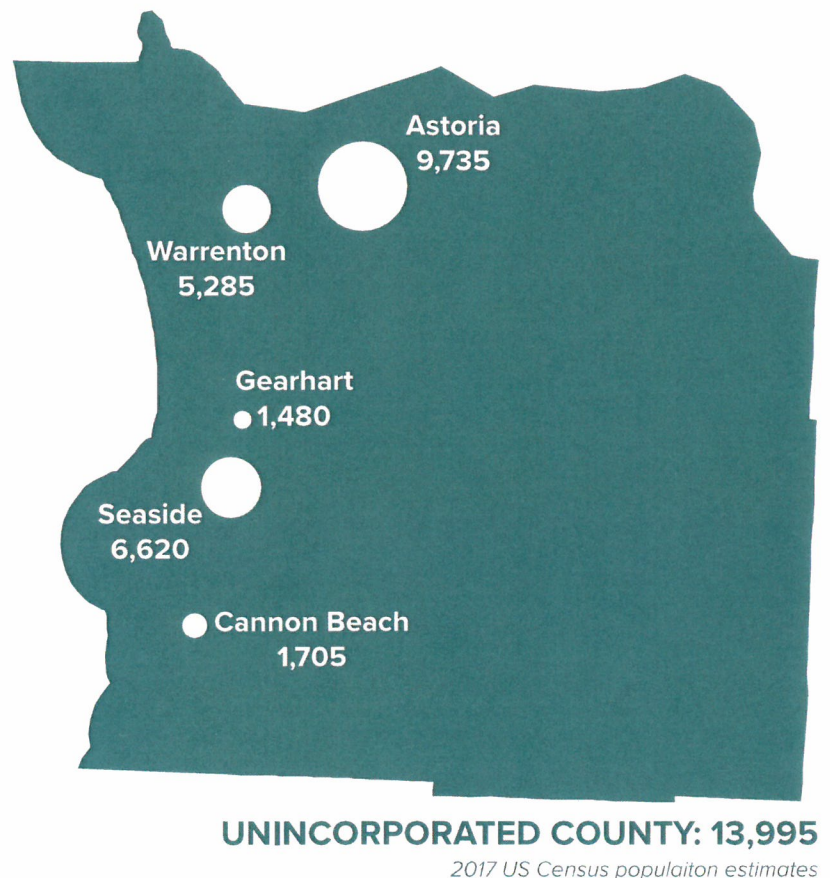 Astoria
9,735
Warrenton
5,285
Gearhart
1,480
Seaside
6,620
Cannon Beach
1,705
UNINCORPORATED COUNTY: 13,995
2017 US Census populaiton estimates